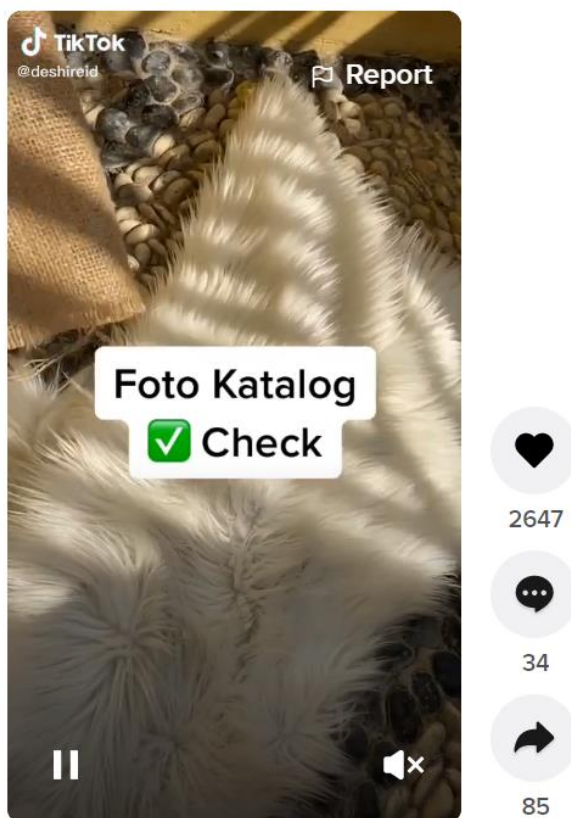 TikTok
@deshireid
Report
Foto Katalog
✅ Check
2647
34
85